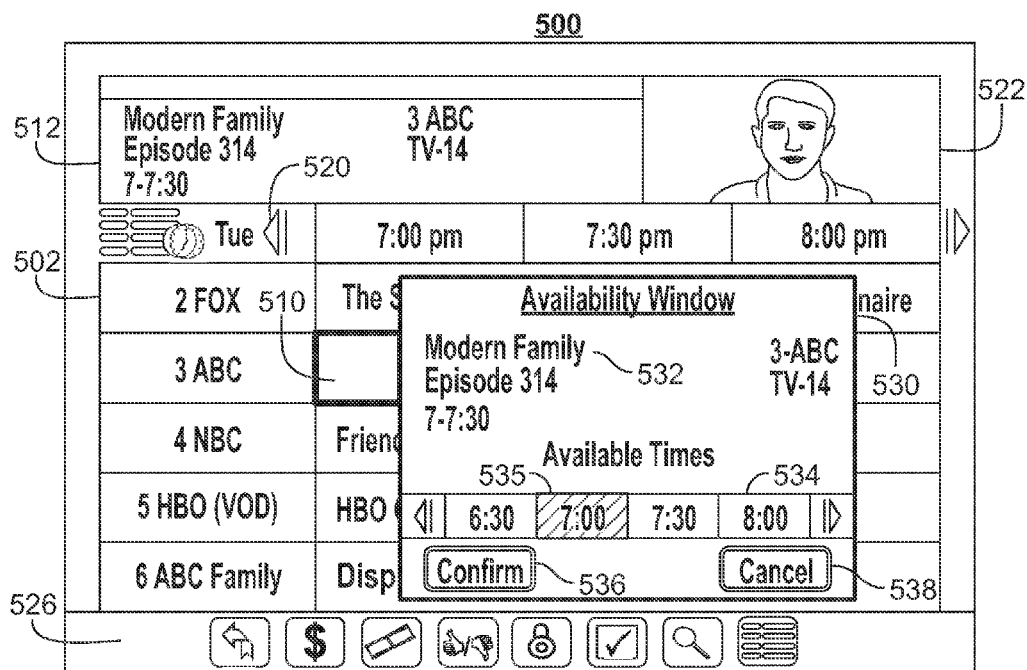 500
Modern Family 3 ABC
Episode 314 TV-14
7-7:30
512
522
520
Tue 7:00 pm 7:30 pm 8:00 pm
502
2 FOX 510 The S Availability Window naire
3 ABC Modern Family 532 3-ABC
Episode 314 TV-14 530
7-7:30
4 NBC Friend Available Times
535 534
5 HBO (VOD) HBO 6:30 7:00 7:30 8:00
6 ABC Family Disp Confirm 536 Cancel 538
526
$